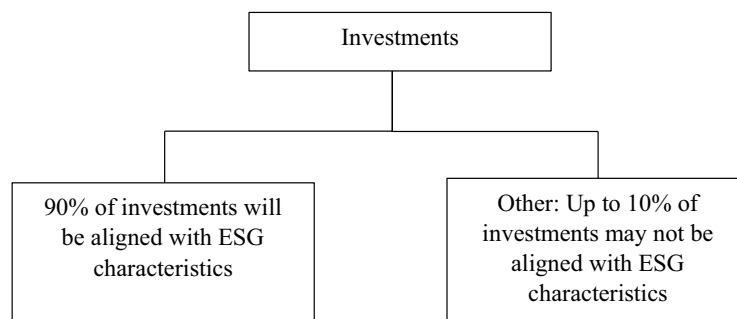 Investments
90% of investments will
be aligned with ESG
characteristics
Other: Up to 10% of
investments may not be
aligned with ESG
characteristics